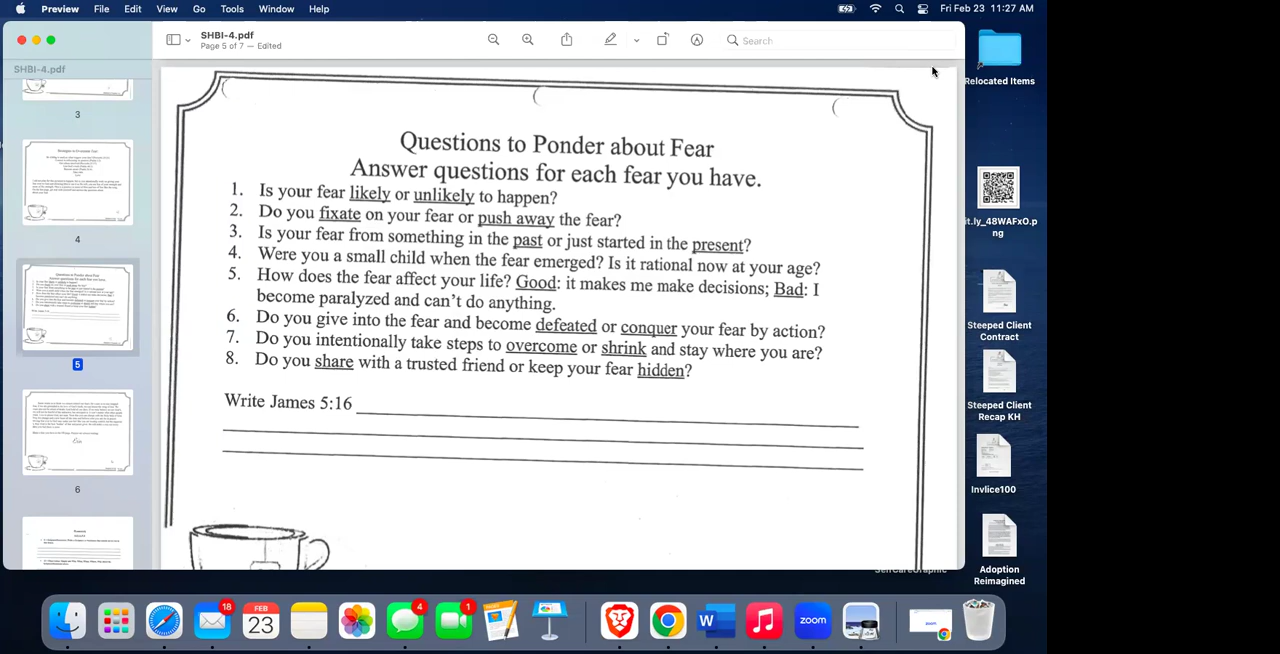 Preview File Edit View Go Tools Window Help
Fri Feb 23 11:27 AM
SHBI-4.pdf
Page 5 of 7 — Edited
Search
SHBI-4.pdf
3
4
5
6
Questions to Ponder about Fear
Answer questions for each fear you have.
1. Is your fear likely or unlikely to happen?
2. Do you fixate on your fear or push away the fear?
3. Is your fear from something in the past or just started in the present?
4. Were you a small child when the fear emerged? Is it rational now at your age?
5. How does the fear affect your life? Good: it makes me make decisions; Bad: I
become paralyzed and can't do anything.
6. Do you give into the fear and become defeated or conquer your fear by action?
7. Do you intentionally take steps to overcome or shrink and stay where you are?
8. Do you share with a trusted friend or keep your fear hidden?
Write James 5:16
Relocated Items
it.ly_48WAFxO.p
ng
Steeped Client
Contract
Steeped Client
Recap KH
Invlice100
Adoption
Reimagined
18
FEB
23
4
1
W
zoom
zoom